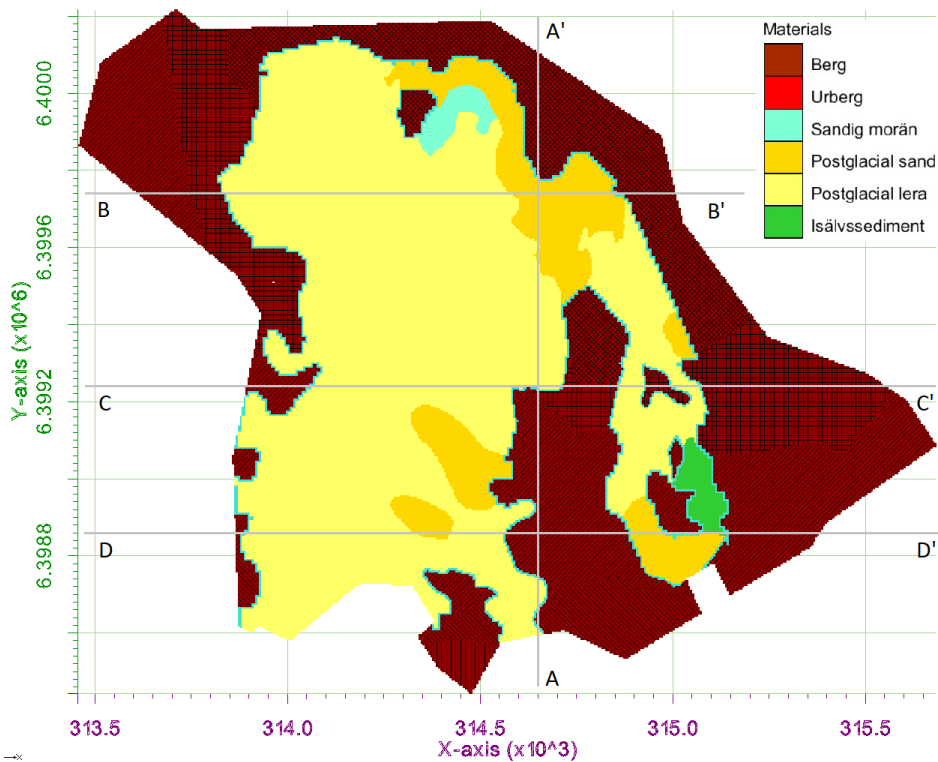 A'
Materials
Berg
Urberg
Sandig morän
Postglacial sand
Postglacial lera
Isälvssediment
B
B'
C
C'
D
D'
A
6.4000
6.3996
6.3992
6.3988
Y-axis (x10^6)
313.5
314.0
314.5
315.0
315.5
X-axis (x10^3)
x